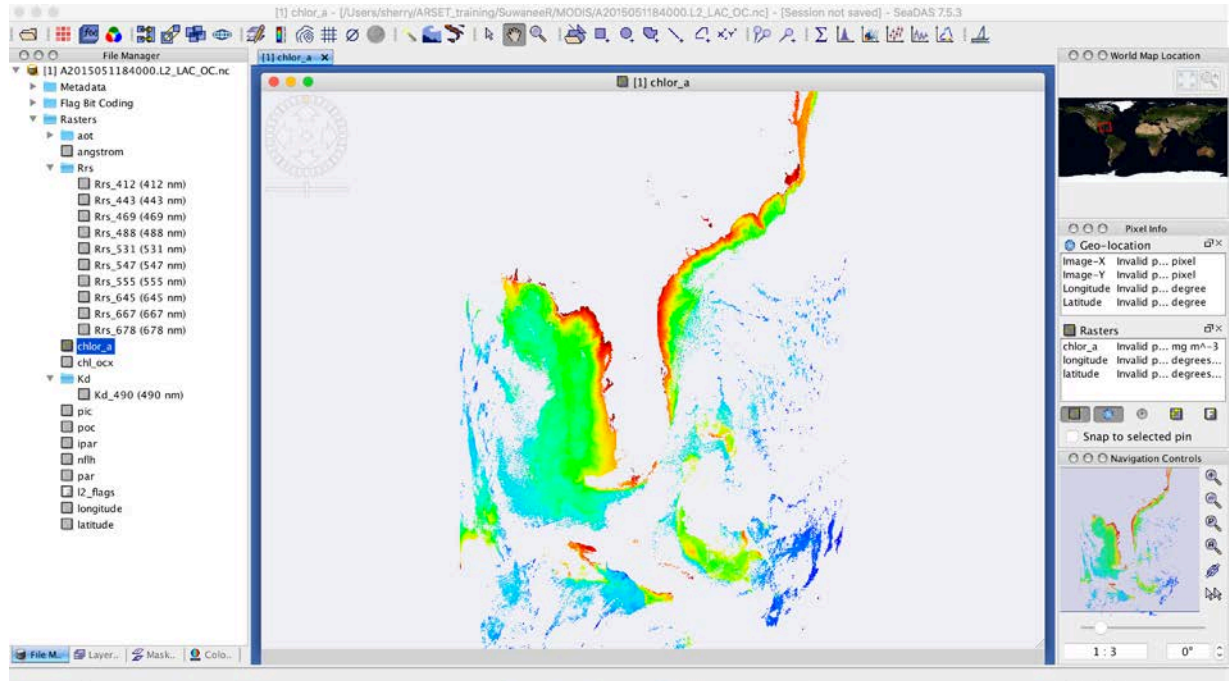 [1] chlor_a - [/Users/sherry/ARSET_training/SuwaneeR/MODIS/A2015051184000.L2_LAC_OC.nc] - [Session not saved] - SeaDAS 7.5.3
File Manager
[1] A2015051184000.L2_LAC_OC.nc
Metadata
Flag Bit Coding
Rasters
aot
angstrom
Rrs
Rrs_412 (412 nm)
Rrs_443 (443 nm)
Rrs_469 (469 nm)
Rrs_488 (488 nm)
Rrs_531 (531 nm)
Rrs_547 (547 nm)
Rrs_555 (555 nm)
Rrs_645 (645 nm)
Rrs_667 (667 nm)
Rrs_678 (678 nm)
chlor_a
chl_ocx
Kd
Kd_490 (490 nm)
pic
poc
ipar
nflh
par
l2_flags
longitude
latitude
File M... Layer... Mask... Colo...
[1] chlor_a X
[1] chlor_a
World Map Location
Pixel Info
Geo-location
Image-X Invalid p... pixel
Image-Y Invalid p... pixel
Longitude Invalid p... degree
Latitude Invalid p... degree
Rasters
chlor_a Invalid p... mg m^-3
longitude Invalid p... degrees...
latitude Invalid p... degrees...
Snap to selected pin
Navigation Controls
1 : 3 0°